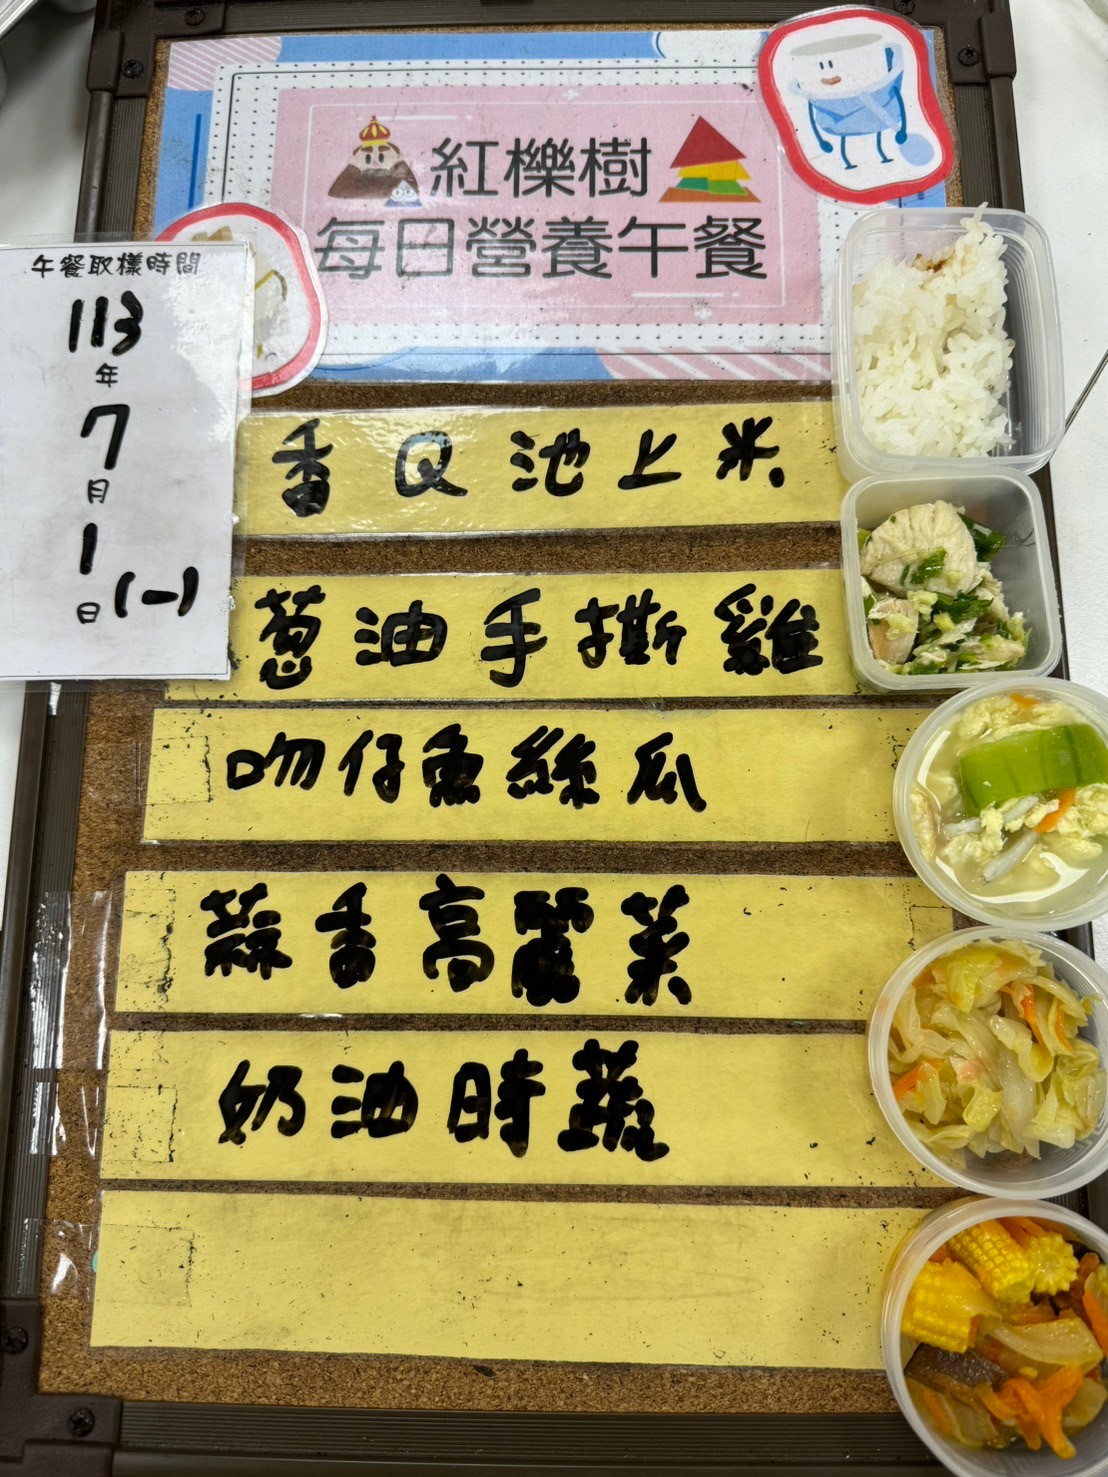 紅櫟樹
每日營養午餐
午餐取樣時間
113
年
7
月
1
日(一)
香Q池上米
蔥油手撕雞
吻仔魚絲瓜
蒜香高麗菜
奶油時蔬